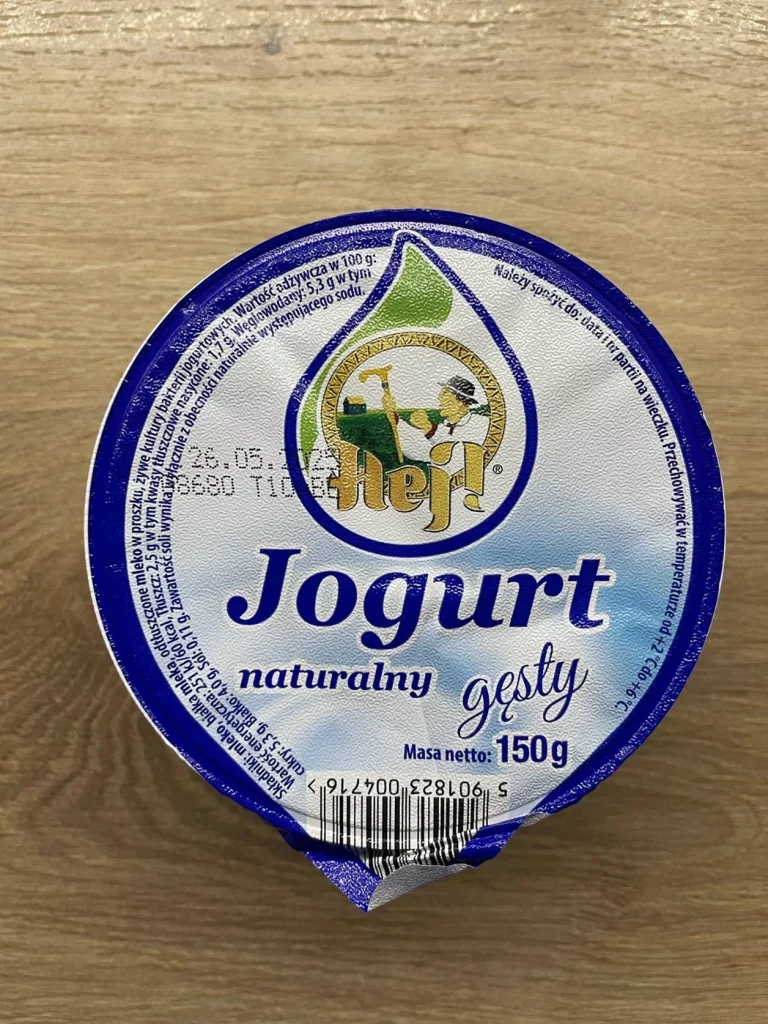 Składniki: mleko, białka mleka, odtłuszczone mleko w proszku, żywe kultury bakterii jogurtowych. Wartość odżywcza w 100 g:
Wartość energetyczna: 251 kJ/60 kcal, Tłuszcz: 2,5 g w tym kwasy tłuszczowe nasycone: 1,7 g, Węglowodany: 5,3 g w tym
cukry: 5,3 g Białko: 4,0 g, Sól: 0,11 g. Zawartość soli wynika wyłącznie z obecności naturalnie występującego sodu.
Należy spożyć do: data i nr partii na wieczku. Przechowywać w temperaturze od +2 °C do +6 °C.
26.05.
8680
Hej!®
Jogurt
naturalny
gęsty
Masa netto: 150g
5 901823 004716 >